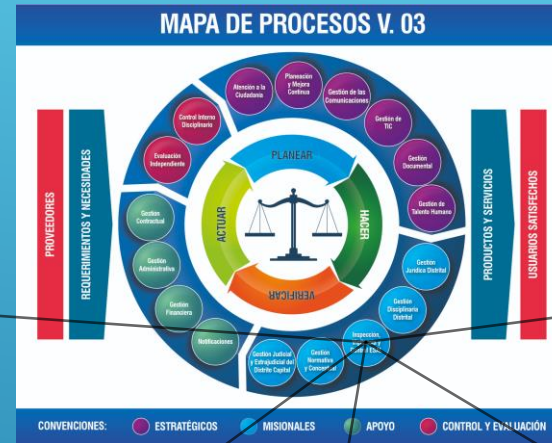 MAPA DE PROCESOS V. 03
PROVEEDORES
REQUERIMIENTOS Y NECESIDADES
Atención a la
Ciudadanía
Planeación
y Mejora
Continua
Gestión de las
Comunicaciones
Gestión de
TIC
Gestión
Documental
Gestión de
Talento Humano
Control Interno
Disciplinario
Evaluación
Independiente
Gestión
Contractual
Gestión
Administrativa
Gestión
Financiera
Notificaciones
Gestión Judicial
y Extrajudicial del
Distrito Capital
Gestión
Normativa
y Conceptual
Inspección,
Gestión
Disciplinaria
Distrital
Gestión
Jurídica Distrital
PLANEAR
HACER
VERIFICAR
ACTUAR
PRODUCTOS Y SERVICIOS
USUARIOS SATISFECHOS
CONVENCIONES: ESTRATÉGICOS MISIONALES APOYO CONTROL Y EVALUACIÓN